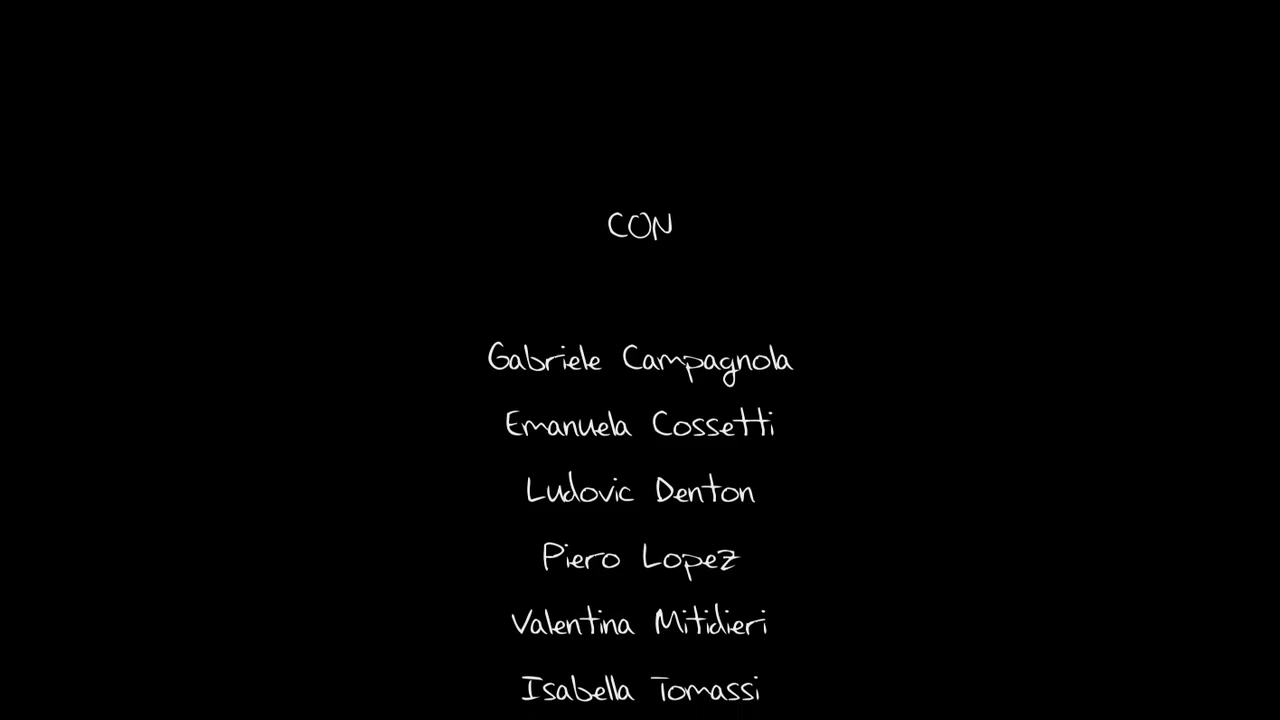 CON
Gabriele Campagnola
Emanuela Cossetti
Ludovic Denton
Piero Lopez
Valentina Mitidieri
Isabella Tomassi